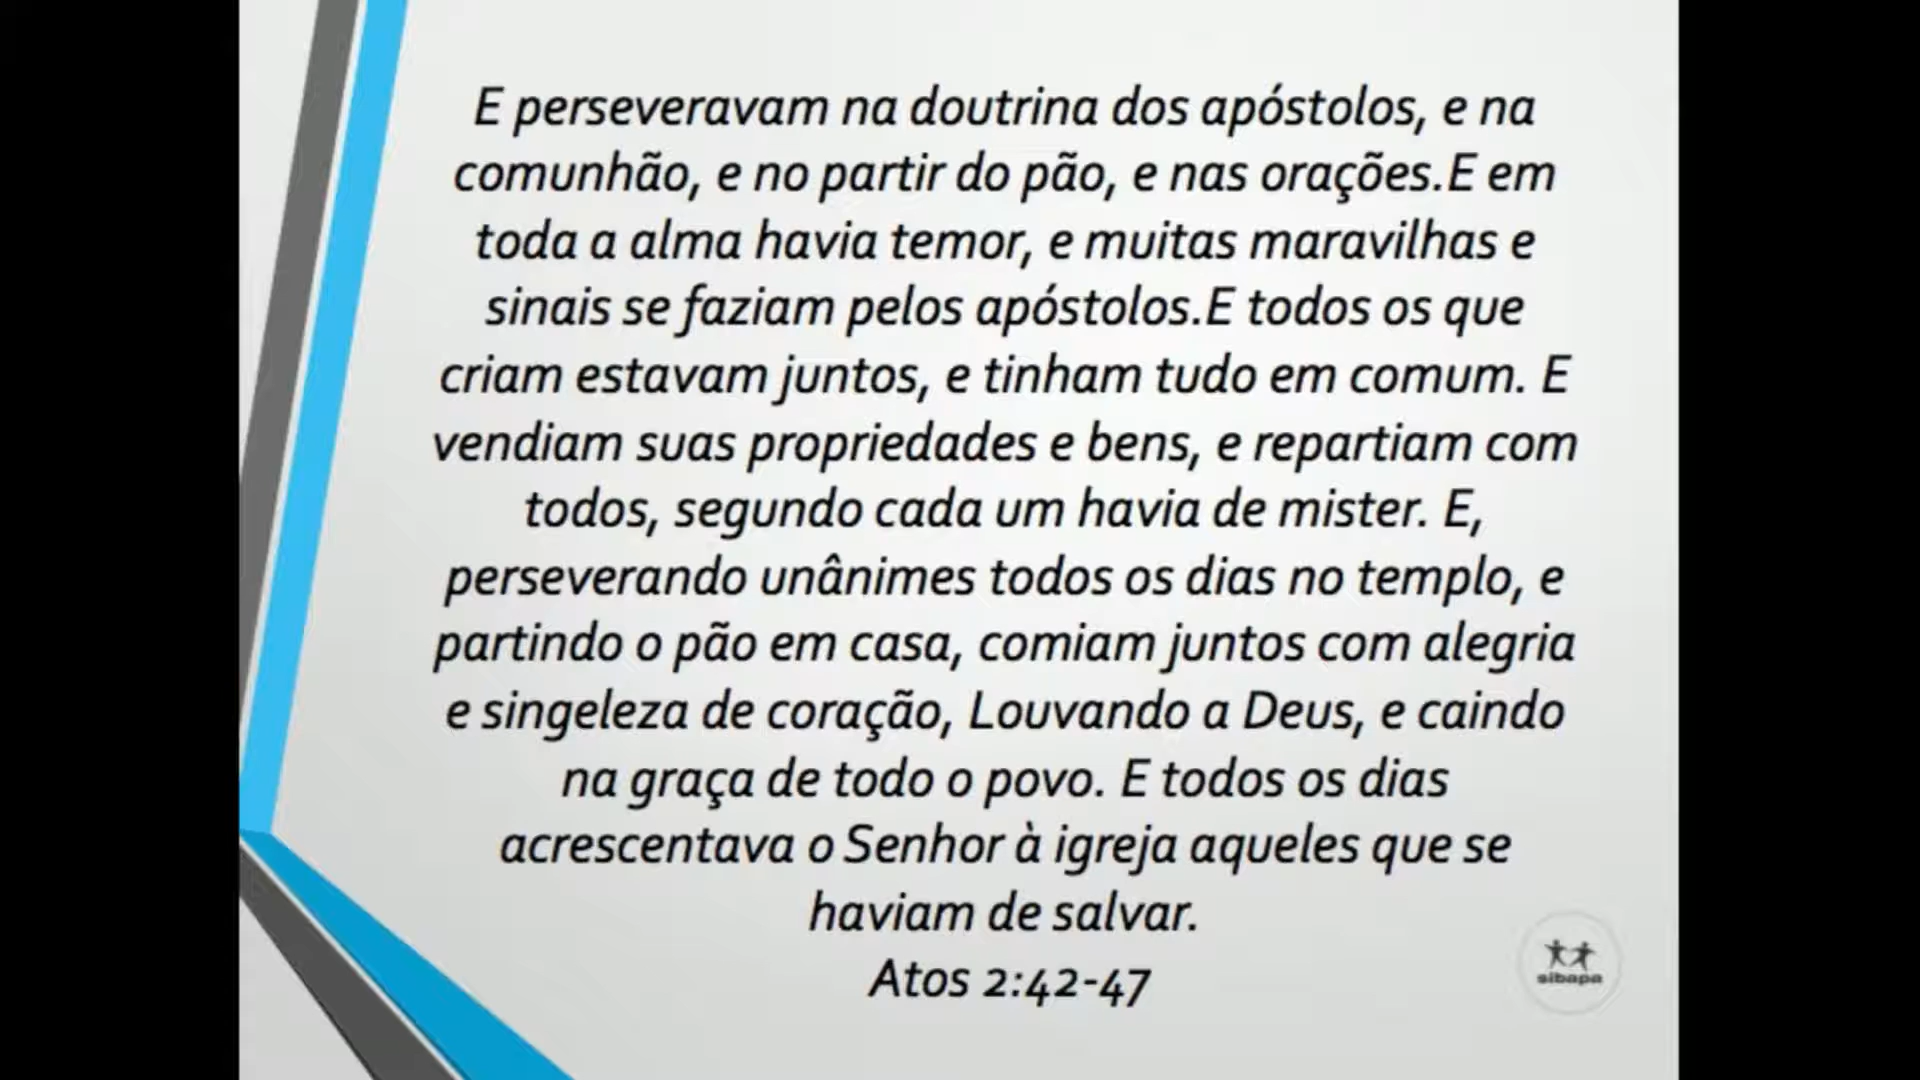 E perseveravam na doutrina dos apóstolos, e na
comunhão, e no partir do pão, e nas orações.E em
toda a alma havia temor, e muitas maravilhas e
sinais se faziam pelos apóstolos.E todos os que
criam estavam juntos, e tinham tudo em comum. E
vendiam suas propriedades e bens, e repartiam com
todos, segundo cada um havia de mister. E,
perseverando unânimes todos os dias no templo, e
partindo o pão em casa, comiam juntos com alegria
e singeleza de coração, Louvando a Deus, e caindo
na graça de todo o povo. E todos os dias
acrescentava o Senhor à igreja aqueles que se
haviam de salvar.
Atos 2:42-47
sibapa